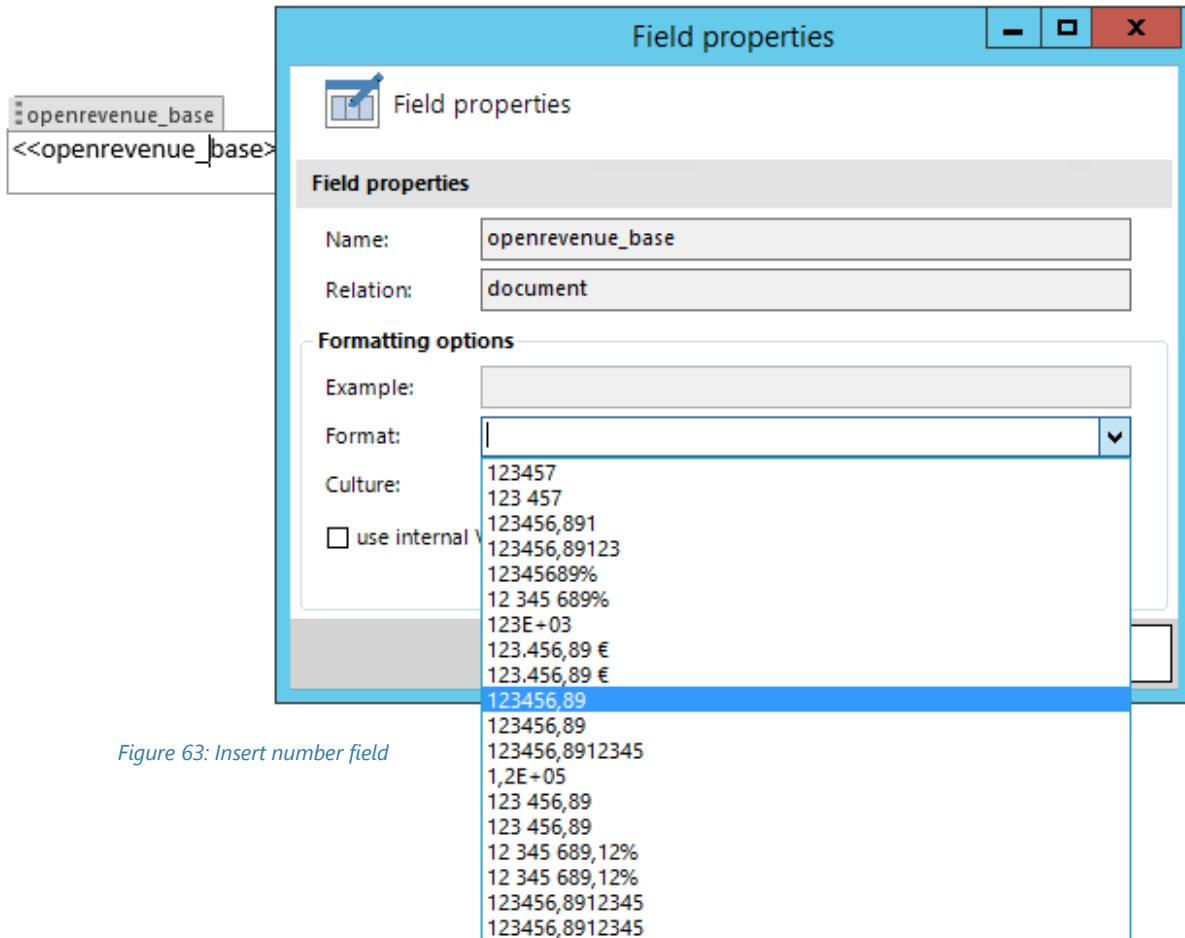 Field properties
openrevenue_base
<<openrevenue_base>
Field properties
Field properties
Name: openrevenue_base
Relation: document
Formatting options
Example:
Format:
Culture:
use internal
123457
123 457
123456,891
123456,89123
12345689%
12 345 689%
123E+03
123.456,89 €
123.456,89 €
123456,89
123456,89
123456,8912345
1,2E+05
123 456,89
123 456,89
12 345 689,12%
12 345 689,12%
123456,8912345
123456,8912345
Figure 63: Insert number field